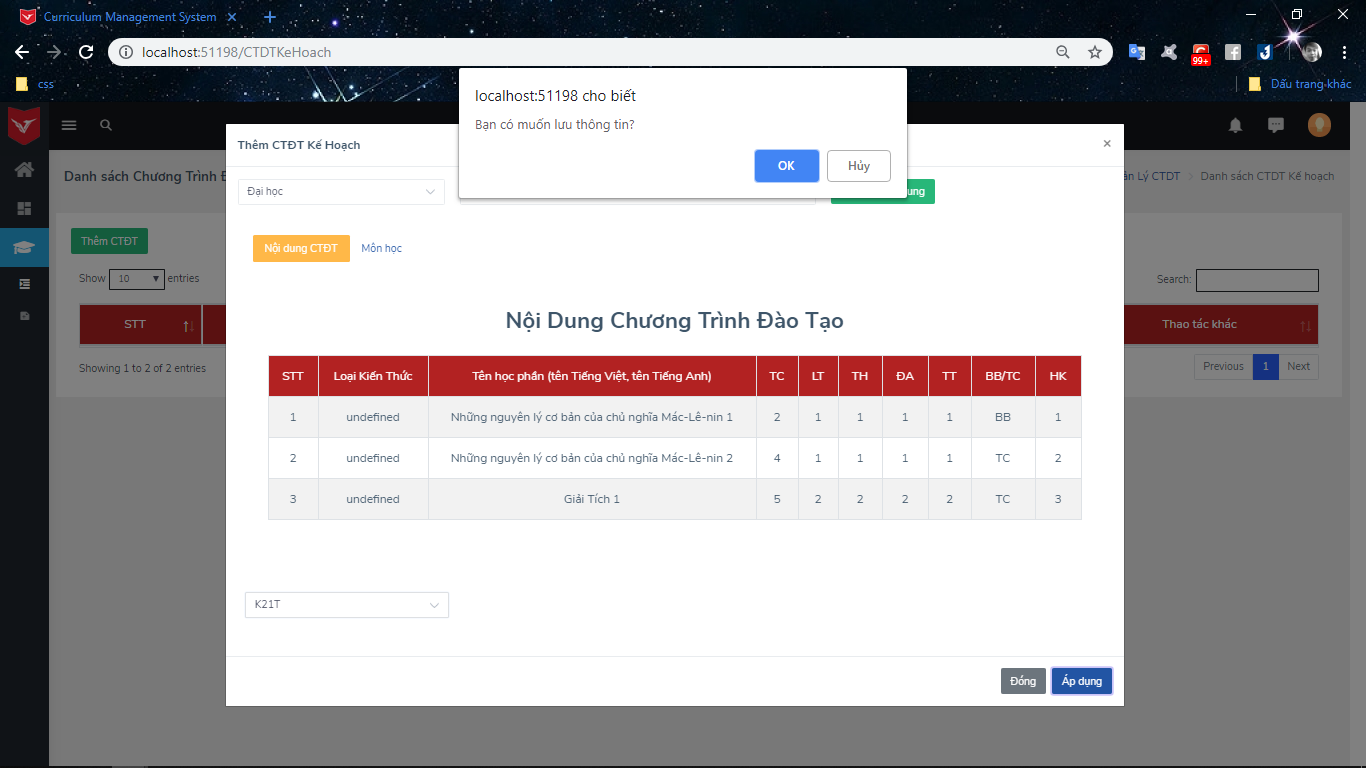 Curriculum Management System
localhost:51198/CTDTKeHoach
99+
css
Dấu trang khác
localhost:51198 cho biết
Bạn có muốn lưu thông tin?
OK
Hủy
Thêm CTĐT Kế Hoạch
×
Danh sách Chương Trình Đ
ản Lý CTDT > Danh sách CTDT Kế hoạch
Đại học
ung
Thêm CTĐT
Nội dung CTĐT
Môn học
Show 10 entries
Search:
Nội Dung Chương Trình Đào Tạo
STT
Thao tác khác
Showing 1 to 2 of 2 entries
Previous 1 Next
STT Loại Kiến Thức Tên học phần (tên Tiếng Việt, tên Tiếng Anh) TC LT TH ĐA TT BB/TC HK
1 undefined Những nguyên lý cơ bản của chủ nghĩa Mác-Lê-nin 1 2 1 1 1 1 BB 1
2 undefined Những nguyên lý cơ bản của chủ nghĩa Mác-Lê-nin 2 4 1 1 1 1 TC 2
3 undefined Giải Tích 1 5 2 2 2 2 TC 3
K21T
Đóng
Áp dụng